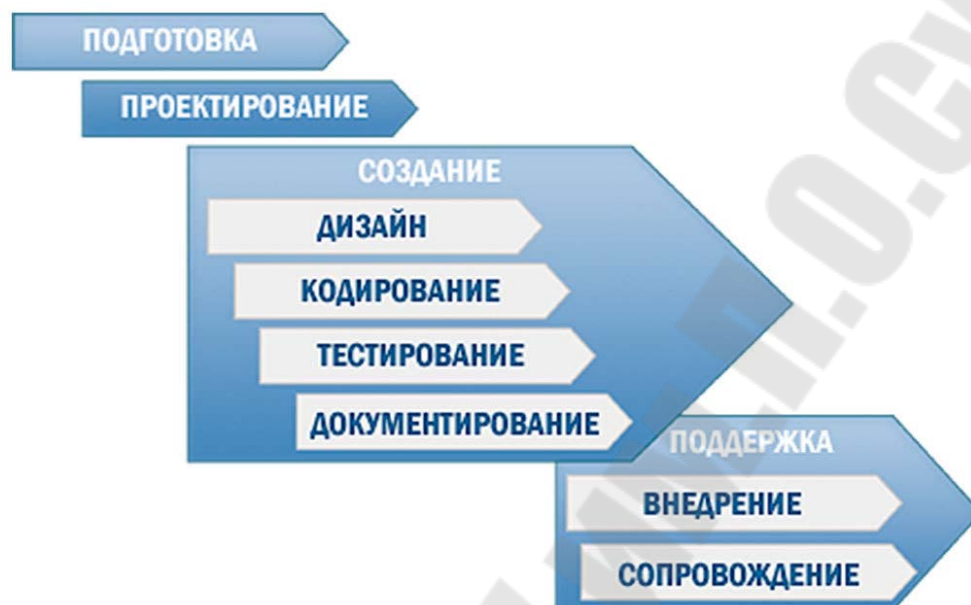 ПОДГОТОВКА
ПРОЕКТИРОВАНИЕ
СОЗДАНИЕ
ДИЗАЙН
КОДИРОВАНИЕ
ТЕСТИРОВАНИЕ
ДОКУМЕНТИРОВАНИЕ
ПОДДЕРЖКА
ВНЕДРЕНИЕ
СОПРОВОЖДЕНИЕ